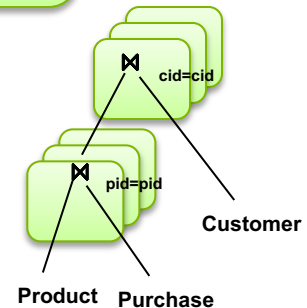 ⋈ cid=cid
⋈ pid=pid
Customer
Product Purchase